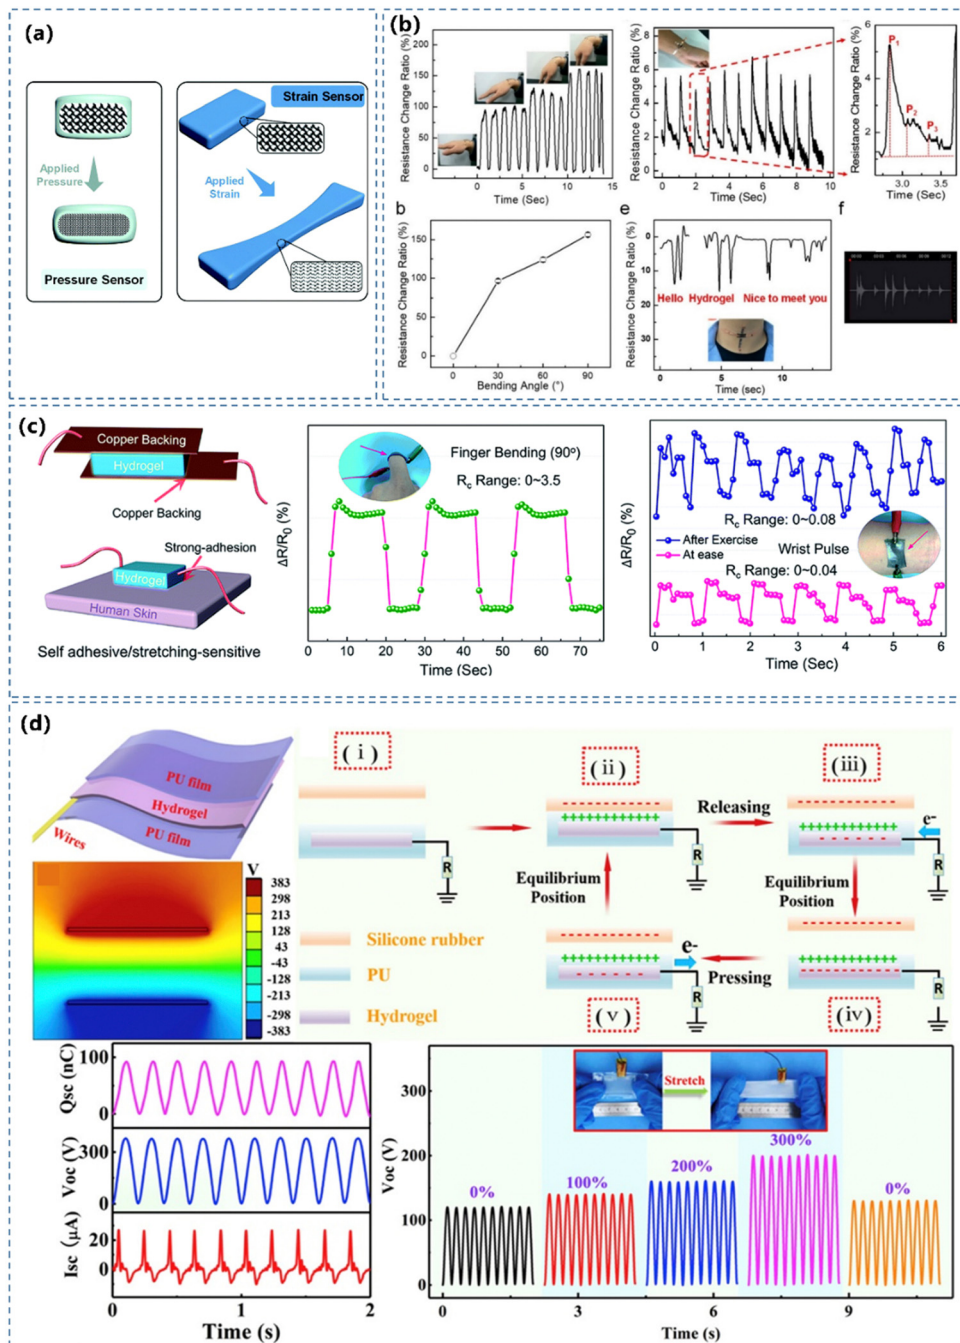 (a)
Applied
Pressure
Pressure Sensor
Strain Sensor
Applied
Strain
(b)
Resistance Change Ratio (%)
200
150
100
50
0
0
5
10
15
Time (Sec)
Resistance Change Ratio (%)
8
6
4
2
0
0
2
4
6
8
10
Time (Sec)
Resistance Change Ratio (%)
6
4
2
0
P1
P2
P3
3.0
3.5
Time (Sec)
b
Resistance Change Ratio (%)
150
100
50
0
0
30
60
90
Bending Angle (°)
e
Resistance Change Ratio (%)
0
10
20
30
Hello
Hydrogel
Nice to meet you
0
5
10
Time (sec)
f
(c)
Copper Backing
Hydrogel
Copper Backing
Strong-adhesion
Hydrogel
Human Skin
Self adhesive/stretching-sensitive
ΔR/R0 (%)
Finger Bending (90°)
Rc Range: 0~3.5
0
10
20
30
40
50
60
70
Time (Sec)
ΔR/R0 (%)
Rc Range: 0~0.08
After Exercise
At ease
Wrist Pulse
Rc Range: 0~0.04
0
1
2
3
4
5
6
Time (Sec)
(d)
PU film
Hydrogel
PU film
Wires
V
383
298
213
128
43
-43
-128
-213
-298
-383
(i)
R
(ii)
R
Releasing
(iii)
e-
R
Equilibrium
Position
Equilibrium
Position
Silicone rubber
PU
Hydrogel
e-
R
(v)
Pressing
R
(iv)
Qsc (nC)
100
0
Voc (V)
300
0
Isc (μA)
20
0
0
1
2
Time (s)
Voc (V)
300
200
100
0
Stretch
0%
100%
200%
300%
0%
0
3
6
9
Time (s)